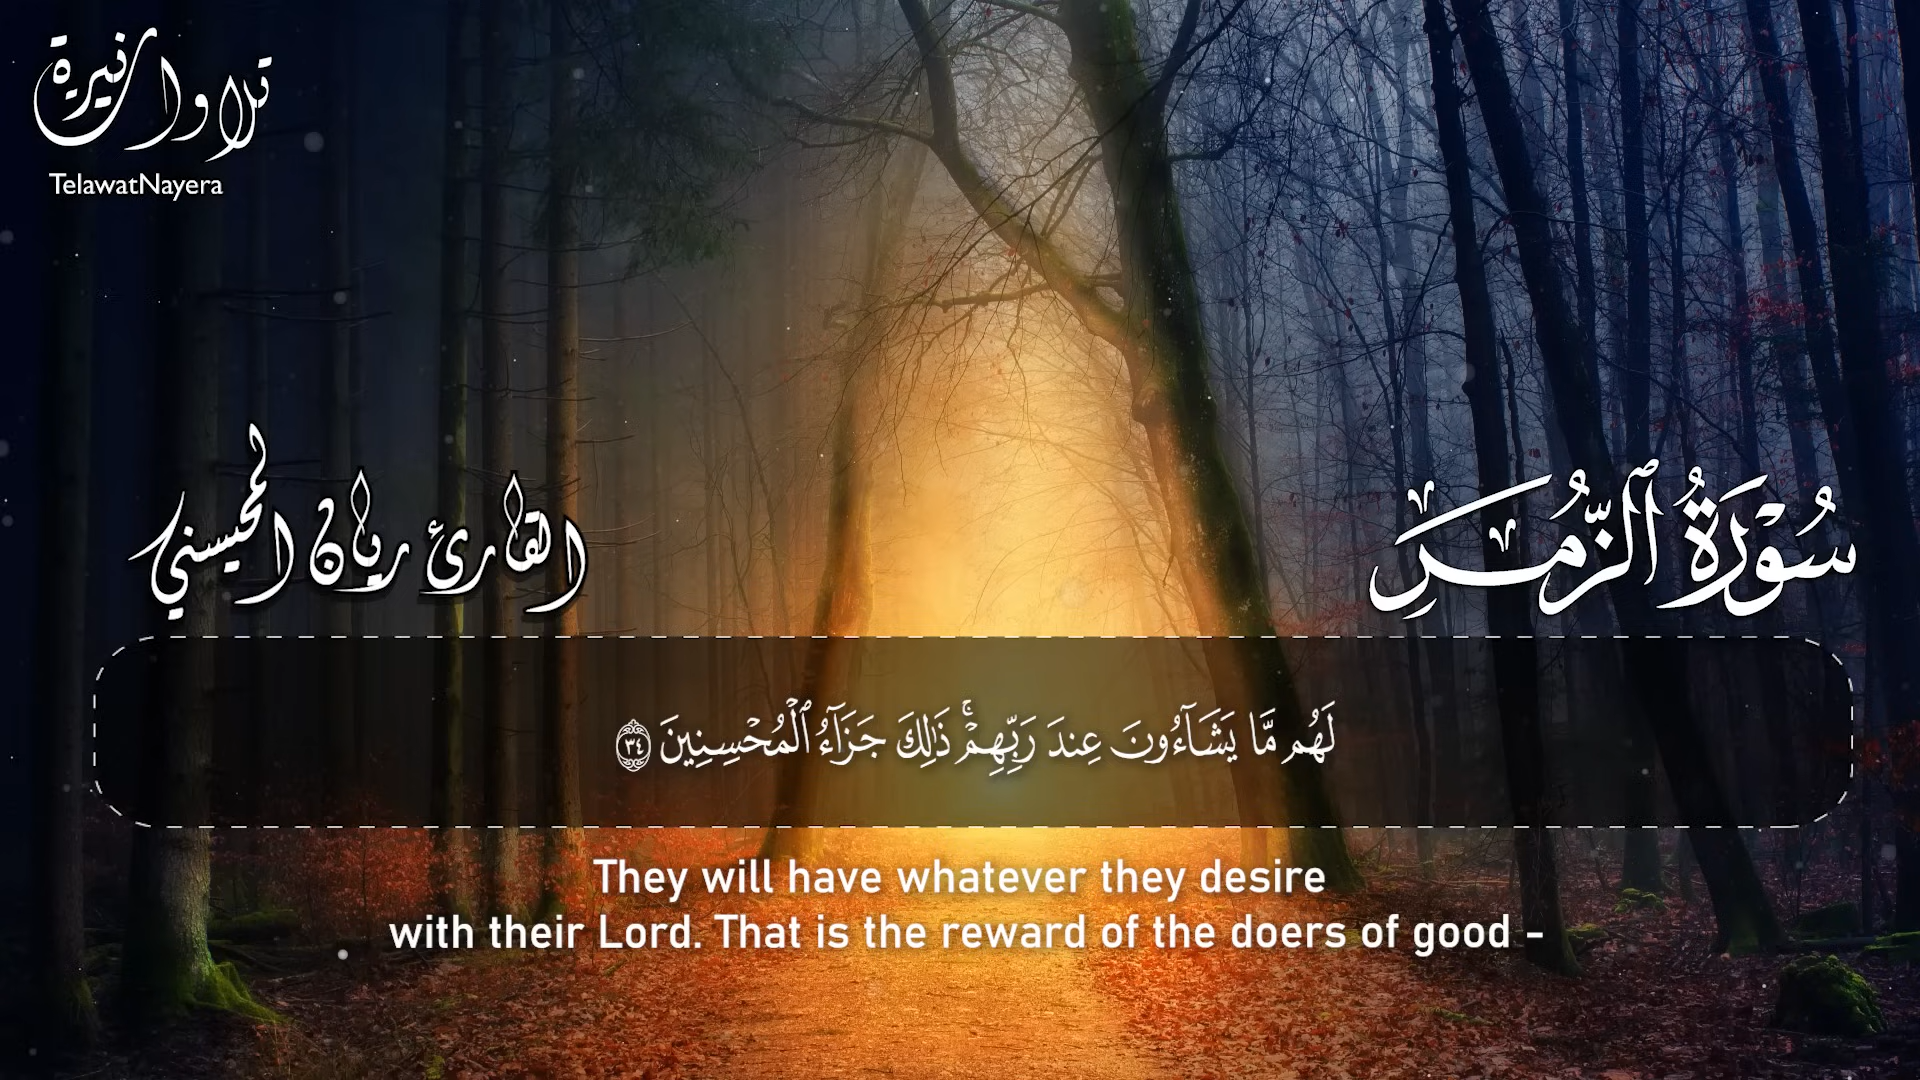 تلاوات نيرة
TelawatNayera
سُورَةُ ٱلزُّمَرِ
القارئ ريان المحيسني
لَهُم مَّا يَشَآءُونَ عِندَ رَبِّهِمْۚ ذَٰلِكَ جَزَآءُ ٱلْمُحْسِنِينَ ٣٤
They will have whatever they desire
with their Lord. That is the reward of the doers of good -